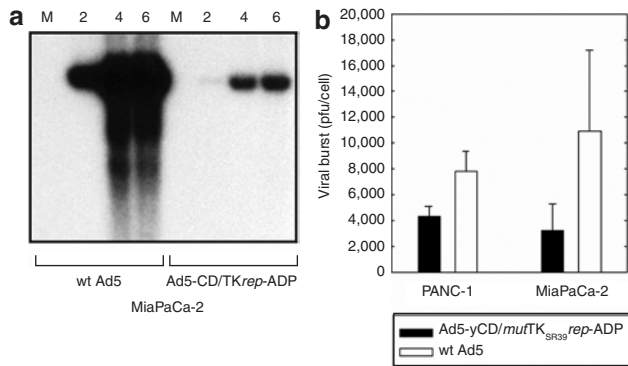 a
M 2 4 6 M 2 4 6
wt Ad5
Ad5-CD/TKrep-ADP
MiaPaCa-2
b
Viral burst (pfu/cell)
20,000
18,000
16,000
14,000
12,000
10,000
8,000
6,000
4,000
2,000
0
PANC-1
MiaPaCa-2
Ad5-yCD/mutTKSR39rep-ADP
wt Ad5